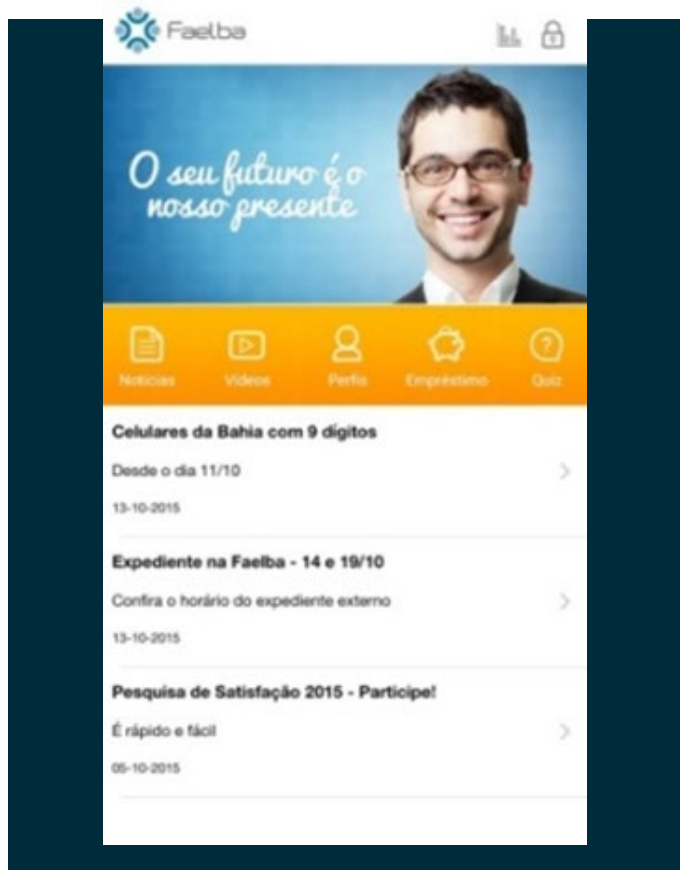 Faelba
O seu futuro é o
nosso presente
Notícias Vídeos Perfis Empréstimo Quiz
Celulares da Bahia com 9 dígitos
Desde o dia 11/10
13-10-2015
Expediente na Faelba - 14 e 19/10
Confira o horário do expediente externo
13-10-2015
Pesquisa de Satisfação 2015 - Participe!
É rápido e fácil
05-10-2015